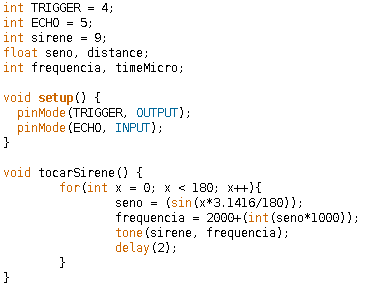 int TRIGGER = 4;
int ECHO = 5;
int sirene = 9;
float seno, distance;
int frequencia, timeMicro;

void setup() {
  pinMode(TRIGGER, OUTPUT);
  pinMode(ECHO, INPUT);
}

void tocarSirene() {
        for(int x = 0; x < 180; x++){
                seno = (sin(x*3.1416/180));
                frequencia = 2000+(int(seno*1000));
                tone(sirene, frequencia);
                delay(2);
        }
}